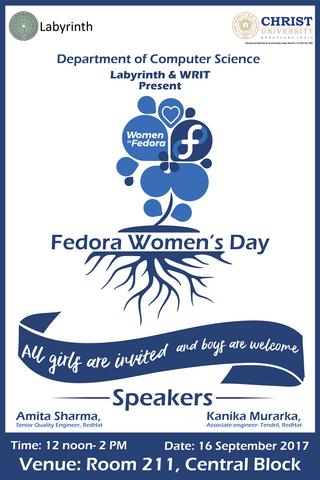 Labyrinth
CHRIST
UNIVERSITY
Department of Computer Science
Labyrinth & WRIT
Present
Women
in Fedora
Fedora Women's Day
All girls are invited and boys are welcome
Speakers
Amita Sharma,
Senior Quality Engineer, RedHat
Kanika Murarka,
Associate engineer- Tendril, RedHat
Time: 12 noon- 2 PM
Date: 16 September 2017
Venue: Room 211, Central Block